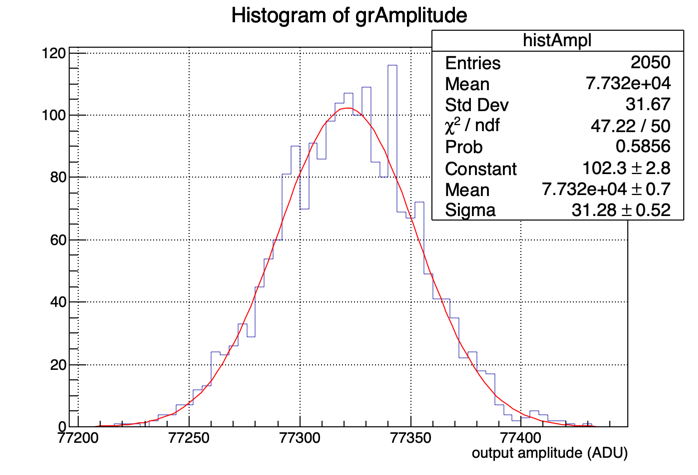 Histogram of grAmplitude
histAmpl
Entries 2050
Mean 7.732e+04
Std Dev 31.67
χ² / ndf 47.22 / 50
Prob 0.5856
Constant 102.3 ± 2.8
Mean 7.732e+04 ± 0.7
Sigma 31.28 ± 0.52
120
100
80
60
40
20
0
77200 77250 77300 77350 77400
output amplitude (ADU)